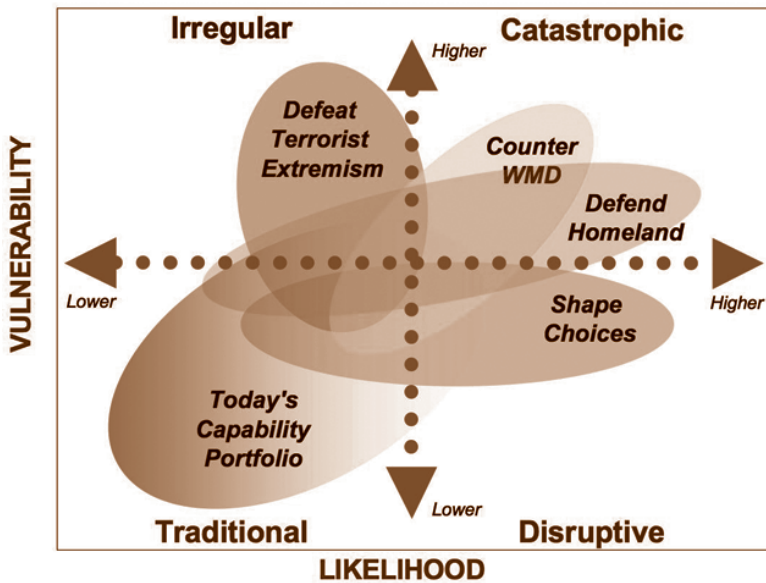 Irregular
Catastrophic
Higher
Defeat
Terrorist
Extremism
Counter
WMD
Defend
Homeland
VULNERABILITY
Lower
Higher
Shape
Choices
Today's
Capability
Portfolio
Lower
Traditional
Disruptive
LIKELIHOOD